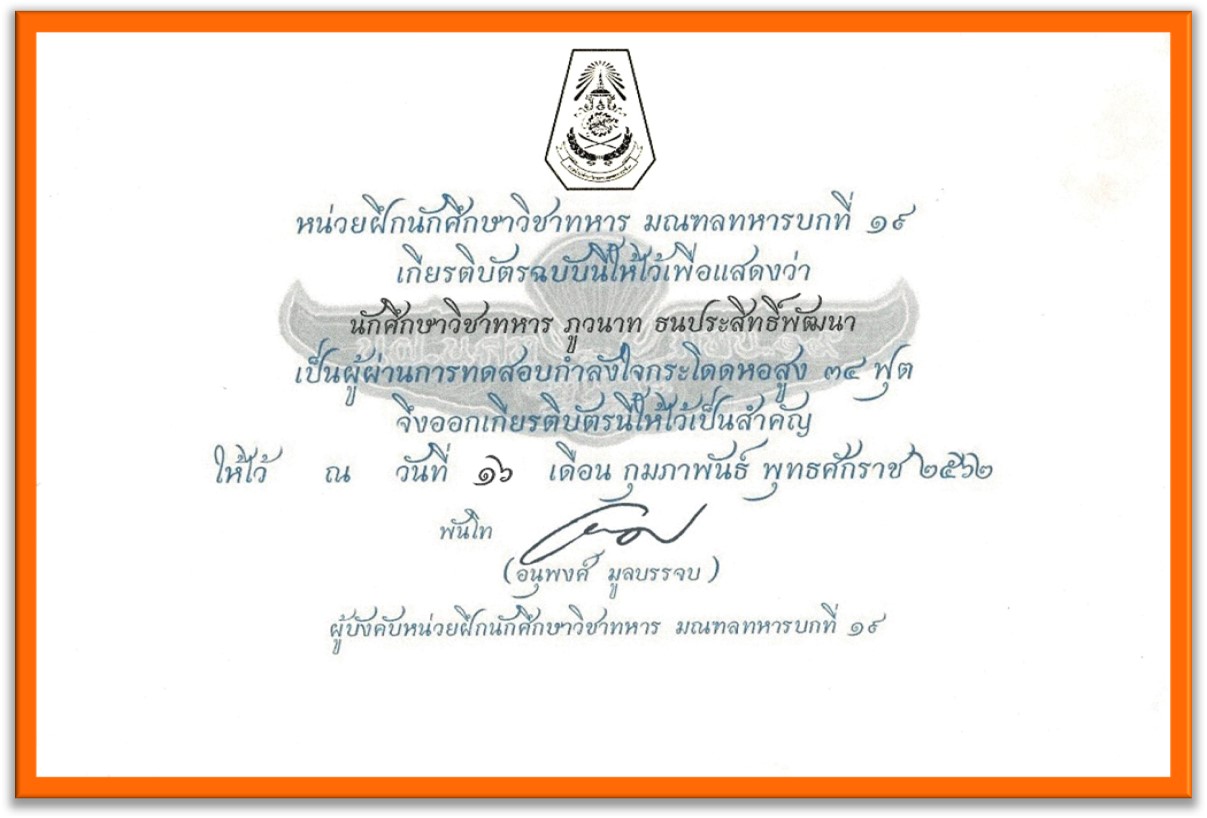 หน่วยฝึกนักศึกษาวิชาทหาร มณฑลทหารบกที่ ๑๙
เกียรติบัตรฉบับนี้ให้ไว้เพื่อแสดงว่า
นักศึกษาวิชาทหาร ภูวนาท ธนประสิทธิ์พัฒนา
เป็นผู้ผ่านการทดสอบกำลังใจกระโดดหอสูง ๓๔ ฟุต
จึงออกเกียรติบัตรนี้ให้ไว้เป็นสำคัญ
ให้ไว้ ณ วันที่ ๑๖ เดือน กุมภาพันธ์ พุทธศักราช ๒๕๖๒
พันโท
(อนุพงศ์ มูลบรรจบ)
ผู้บังคับหน่วยฝึกนักศึกษาวิชาทหาร มณฑลทหารบกที่ ๑๙